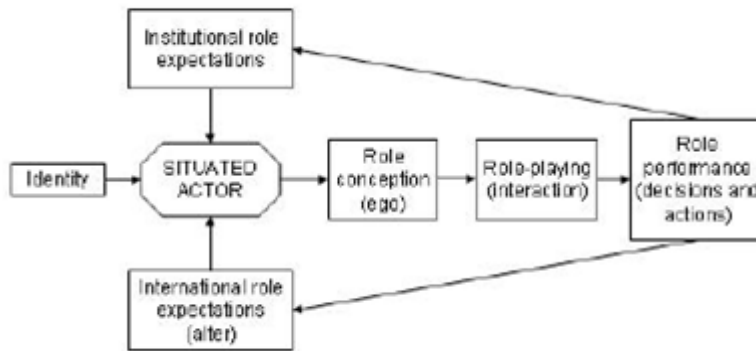 Institutional role
expectations
Identity
SITUATED
ACTOR
Role
conception
(ego)
Role-playing
(interaction)
Role
performance
(decisions and
actions)
International role
expectations
(alter)